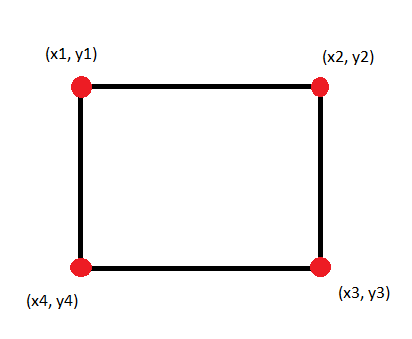 (x1, y1)
(x2, y2)
(x4, y4)
(x3, y3)